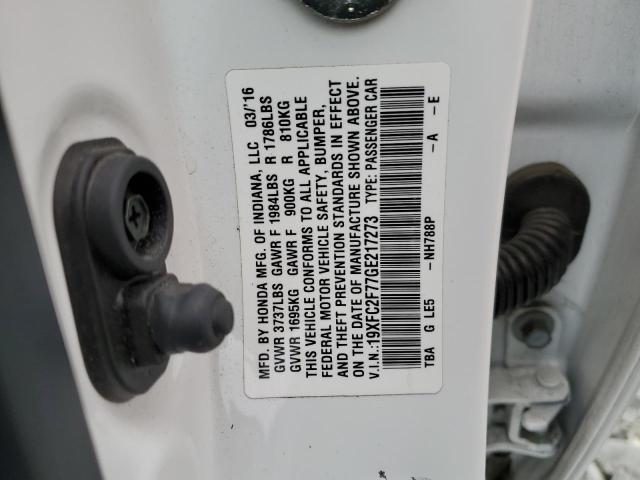 MFD. BY HONDA MFG. OF INDIANA, LLC 03/'16
GVWR 3737LBS GAWR F 1984LBS R 1786LBS
GVWR 1695KG GAWR F 900KG R 810KG
THIS VEHICLE CONFORMS TO ALL APPLICABLE
FEDERAL MOTOR VEHICLE SAFETY, BUMPER,
AND THEFT PREVENTION STANDARDS IN EFFECT
ON THE DATE OF MANUFACTURE SHOWN ABOVE.
V.I.N.:19XFC2F77GE217273 TYPE: PASSENGER CAR
TBA G LE5 -NH788P -A -E